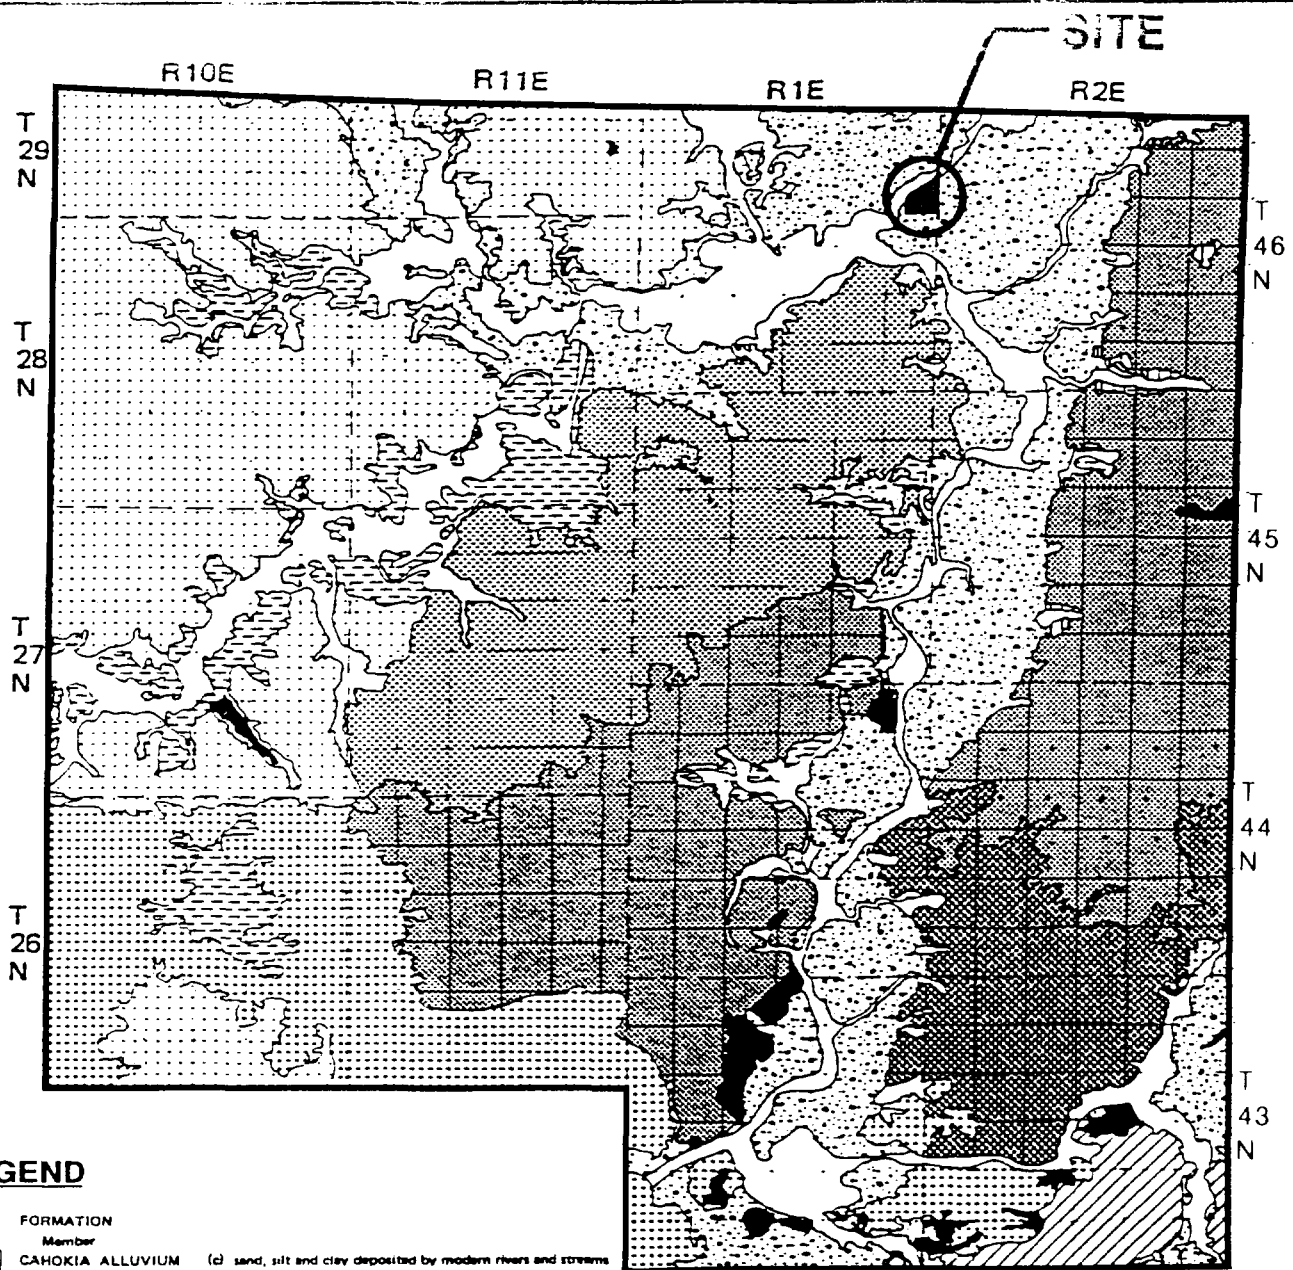 SITE
R10E R11E R1E R2E
T
29
N
T
46
N
T
28
N
T
45
N
T
27
N
T
44
N
T
26
N
T
43
N
GEND
FORMATION
Member
CAHOKIA ALLUVIUM (c) sand, silt and clay deposited by modern rivers and streams